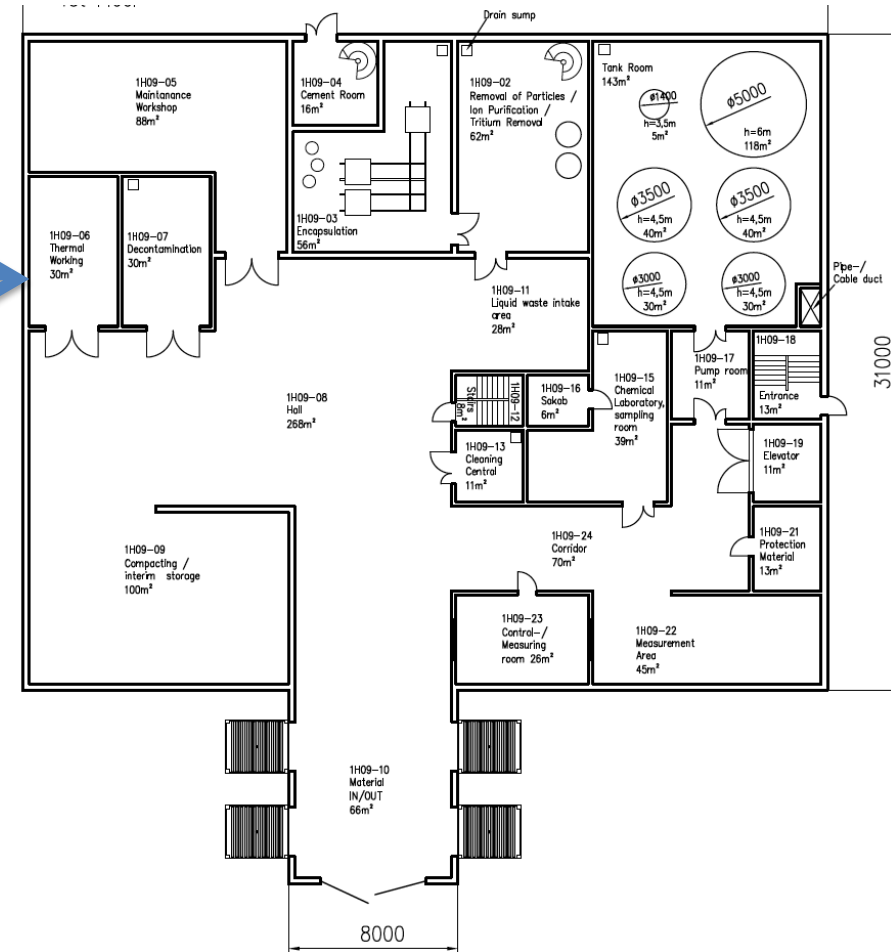 Drain sump
1H09-05
Maintanance
Workshop
88m²
1H09-04
Cement Room
16m²
1H09-02
Removal of Particles /
Ion Purification /
Tritium Removal
62m²
Tank Room
143m²
ø1400
h=3,5m
5m²
ø5000
h=6m
118m²
1H09-03
Encapsulation
56m²
ø3500
h=4,5m
40m²
ø3500
h=4,5m
40m²
1H09-06
Thermal
Working
30m²
1H09-07
Decontamination
30m²
1H09-11
Liquid waste intake
area
28m²
ø3000
h=4,5m
30m²
ø3000
h=4,5m
30m²
Pipe-/
Cable duct
31000
1H09-08
Hall
268m²
Stairs
8m²
1H09-12
1H09-16
Sakab
6m²
1H09-15
Chemical
Laboratory,
sampling
room
39m²
1H09-17
Pump room
11m²
1H09-18
Entrance
13m²
1H09-13
Cleaning
Central
11m²
1H09-19
Elevator
11m²
1H09-09
Compacting /
interim storage
100m²
1H09-24
Corridor
70m²
1H09-21
Protection
Material
13m²
1H09-23
Control-/
Measuring
room 26m²
1H09-22
Measurement
Area
45m²
1H09-10
Material
IN/OUT
66m²
8000